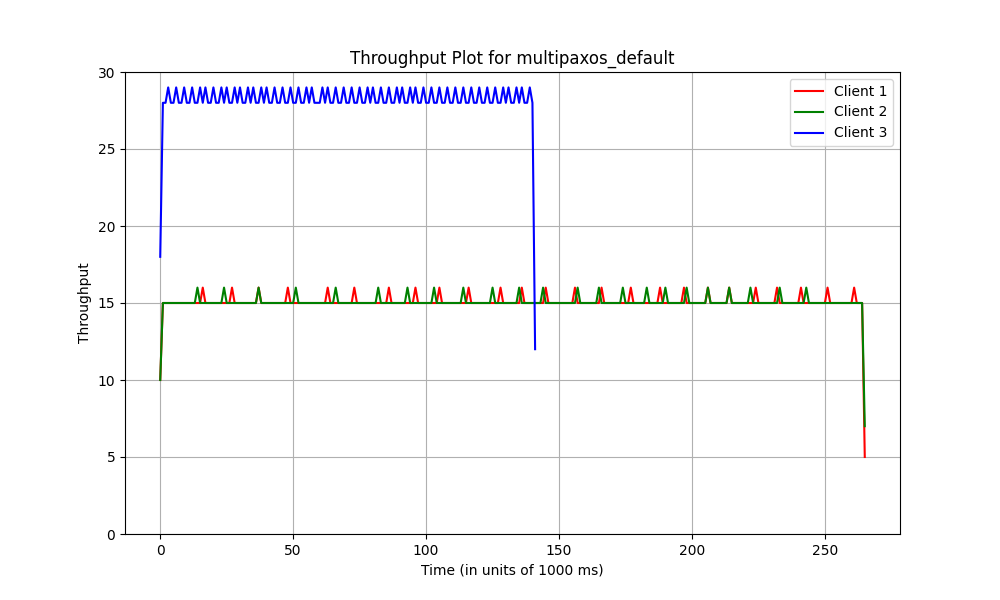 Throughput Plot for multipaxos_default
30
25
20
15
10
5
0
Throughput
0 50 100 150 200 250
Time (in units of 1000 ms)
Client 1
Client 2
Client 3